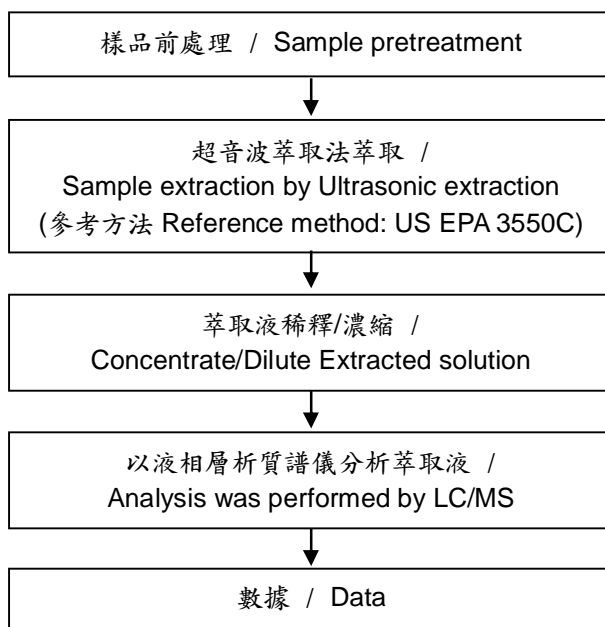 樣品前處理 / Sample pretreatment
超音波萃取法萃取 /
Sample extraction by Ultrasonic extraction
(參考方法 Reference method: US EPA 3550C)
萃取液稀釋/濃縮 /
Concentrate/Dilute Extracted solution
以液相層析質譜儀分析萃取液 /
Analysis was performed by LC/MS
數據 / Data